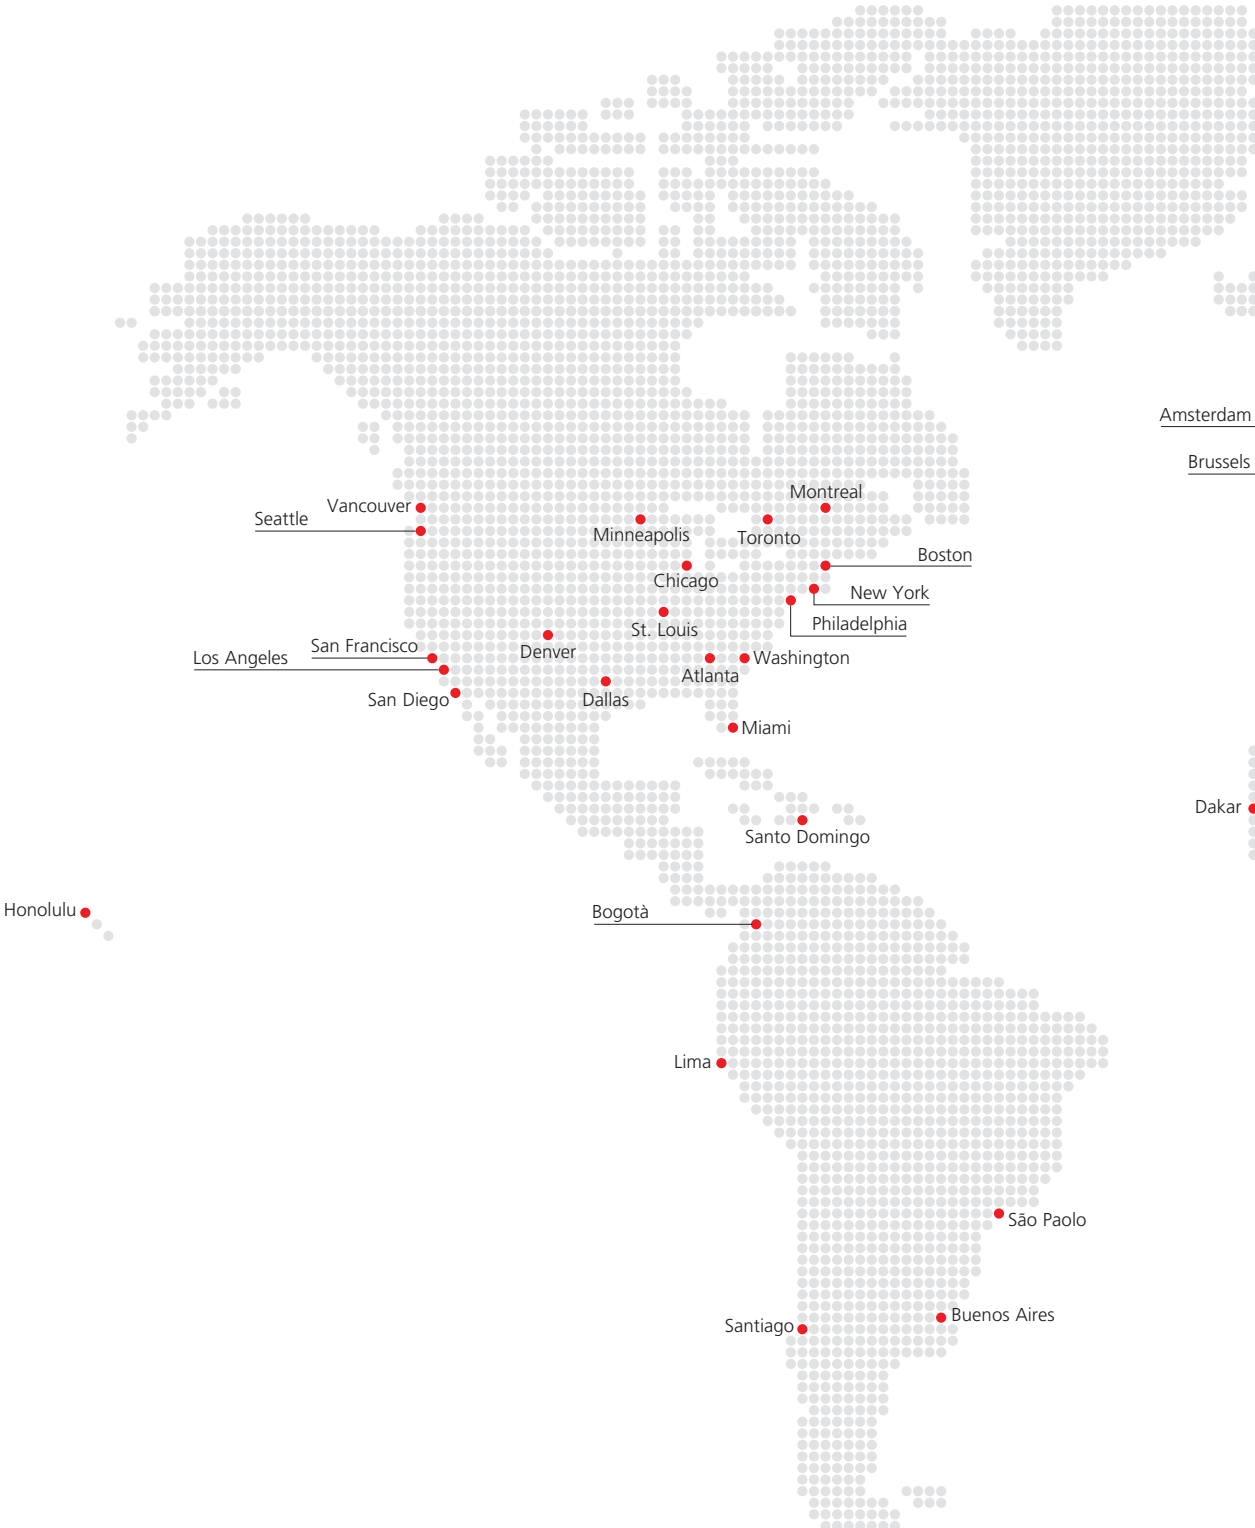 Amsterdam
Brussels
Montreal
Vancouver
Seattle
Minneapolis
Toronto
Boston
Chicago
New York
Philadelphia
St. Louis
San Francisco
Denver
Los Angeles
Washington
Atlanta
San Diego
Dallas
Miami
Dakar
Santo Domingo
Honolulu
Bogotà
Lima
São Paolo
Buenos Aires
Santiago